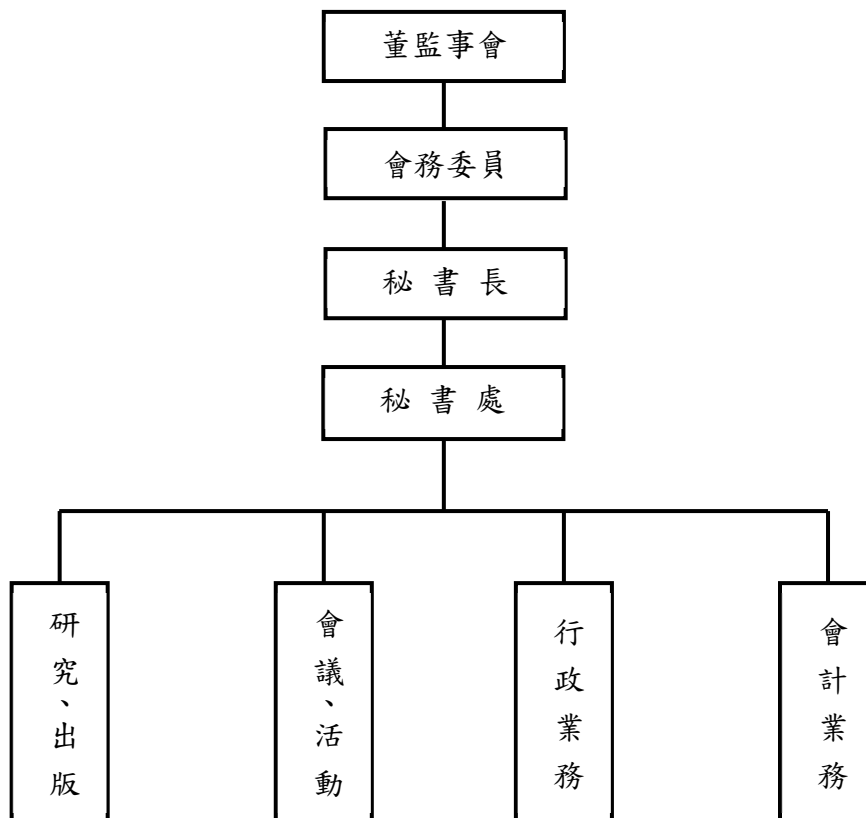 董監事會
會務委員
秘書長
秘書處
研究、出版
會議、活動
行政業務
會計業務